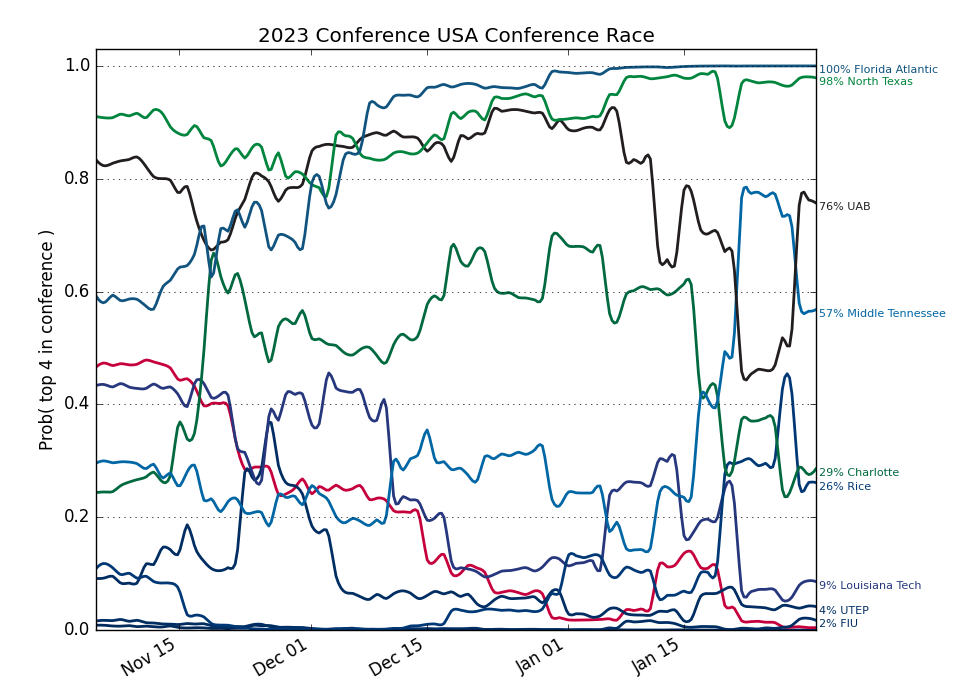 2023 Conference USA Conference Race
Prob( top 4 in conference )
1.0
0.8
0.6
0.4
0.2
0.0
Nov 15
Dec 01
Dec 15
Jan 01
Jan 15
100% Florida Atlantic
98% North Texas
76% UAB
57% Middle Tennessee
29% Charlotte
26% Rice
9% Louisiana Tech
4% UTEP
2% FIU